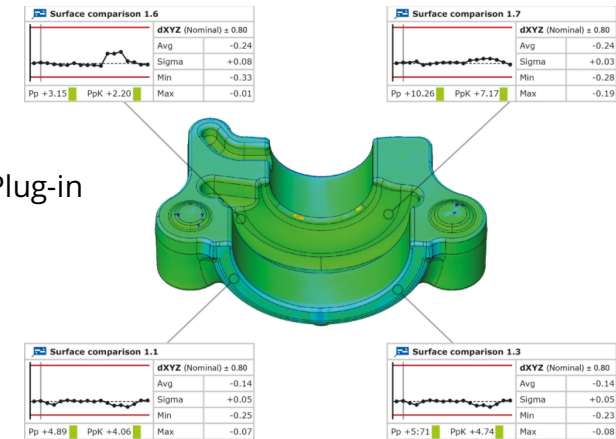 Surface comparison 1.6
dXYZ (Nominal) ± 0.80
Avg -0.24
Sigma +0.08
Min -0.33
Pp +3.15 PpK +2.20 Max -0.01
Surface comparison 1.7
dXYZ (Nominal) ± 0.80
Avg -0.24
Sigma +0.03
Min -0.28
Pp +10.26 PpK +7.17 Max -0.19
Plug-in
Surface comparison 1.1
dXYZ (Nominal) ± 0.80
Avg -0.14
Sigma +0.05
Min -0.25
Pp +4.89 PpK +4.06 Max -0.07
Surface comparison 1.3
dXYZ (Nominal) ± 0.80
Avg -0.14
Sigma +0.05
Min -0.23
Pp +5:71 PpK +4.74 Max -0.08